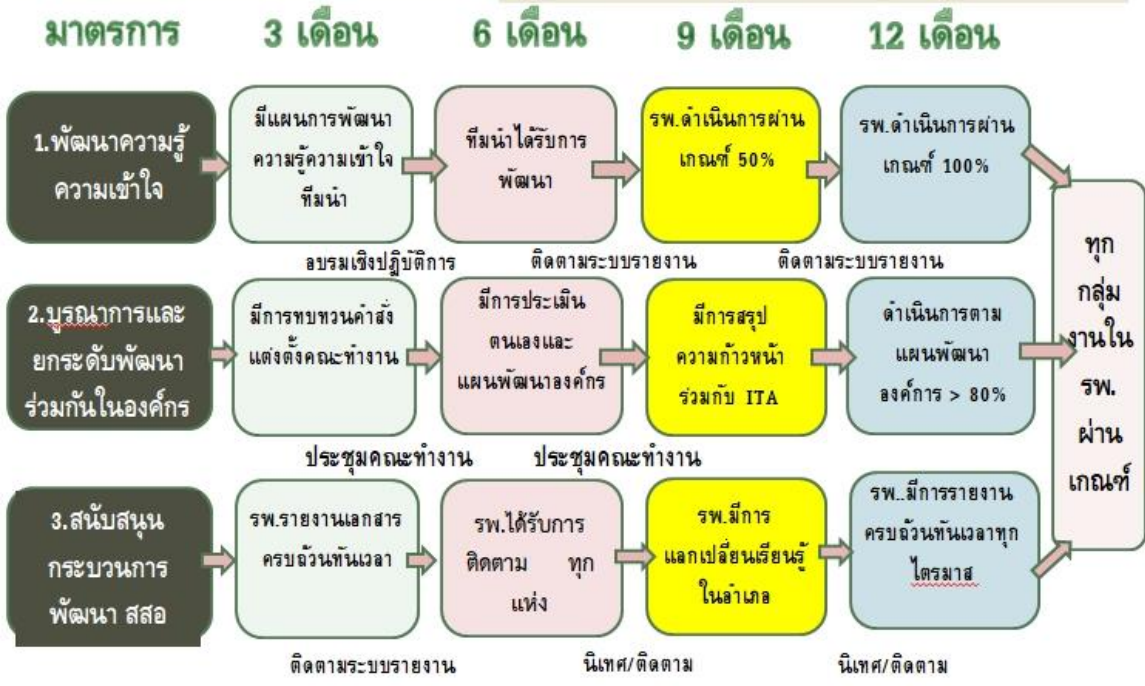 มาตรการ
3 เดือน
6 เดือน
9 เดือน
12 เดือน
1.พัฒนาความรู้
ความเข้าใจ
มีแผนการพัฒนา
ความรู้ความเข้าใจ
ทีมนำ
ทีมนำได้รับการ
พัฒนา
รพ.ดำเนินการผ่าน
เกณฑ์ 50%
รพ.ดำเนินการผ่าน
เกณฑ์ 100%
อบรมเชิงปฎิบัติการ
ติดตามระบบรายงาน
ติดตามระบบรายงาน
2.บูรณาการและ
ยกระดับพัฒนา
ร่วมกันในองค์กร
มีการทบทวนคำสั่ง
แต่งตั้งคณะทำงาน
มีการประเมิน
ตนเองและ
แผนพัฒนาองค์กร
มีการสรุป
ความก้าวหน้า
ร่วมกับ ITA
ดำเนินการตาม
แผนพัฒนา
องค์การ > 80%
ประชุมคณะทำงาน
ประชุมคณะทำงาน
3.สนับสนุน
กระบวนการ
พัฒนา สสอ
รพ.รายงานเอกสาร
ครบถ้วนทันเวลา
รพ.ได้รับการ
ติดตาม ทุก
แห่ง
รพ.มีการ
แลกเปลี่ยนเรียนรู้
ในอำเภอ
รพ..มีการรายงาน
ครบถ้วนทันเวลาทุก
ไตรมาส
ติดตามระบบรายงาน
นิเทศ/ติดตาม
นิเทศ/ติดตาม
ทุก
กลุ่ม
งานใน
รพ.
ผ่าน
เกณฑ์